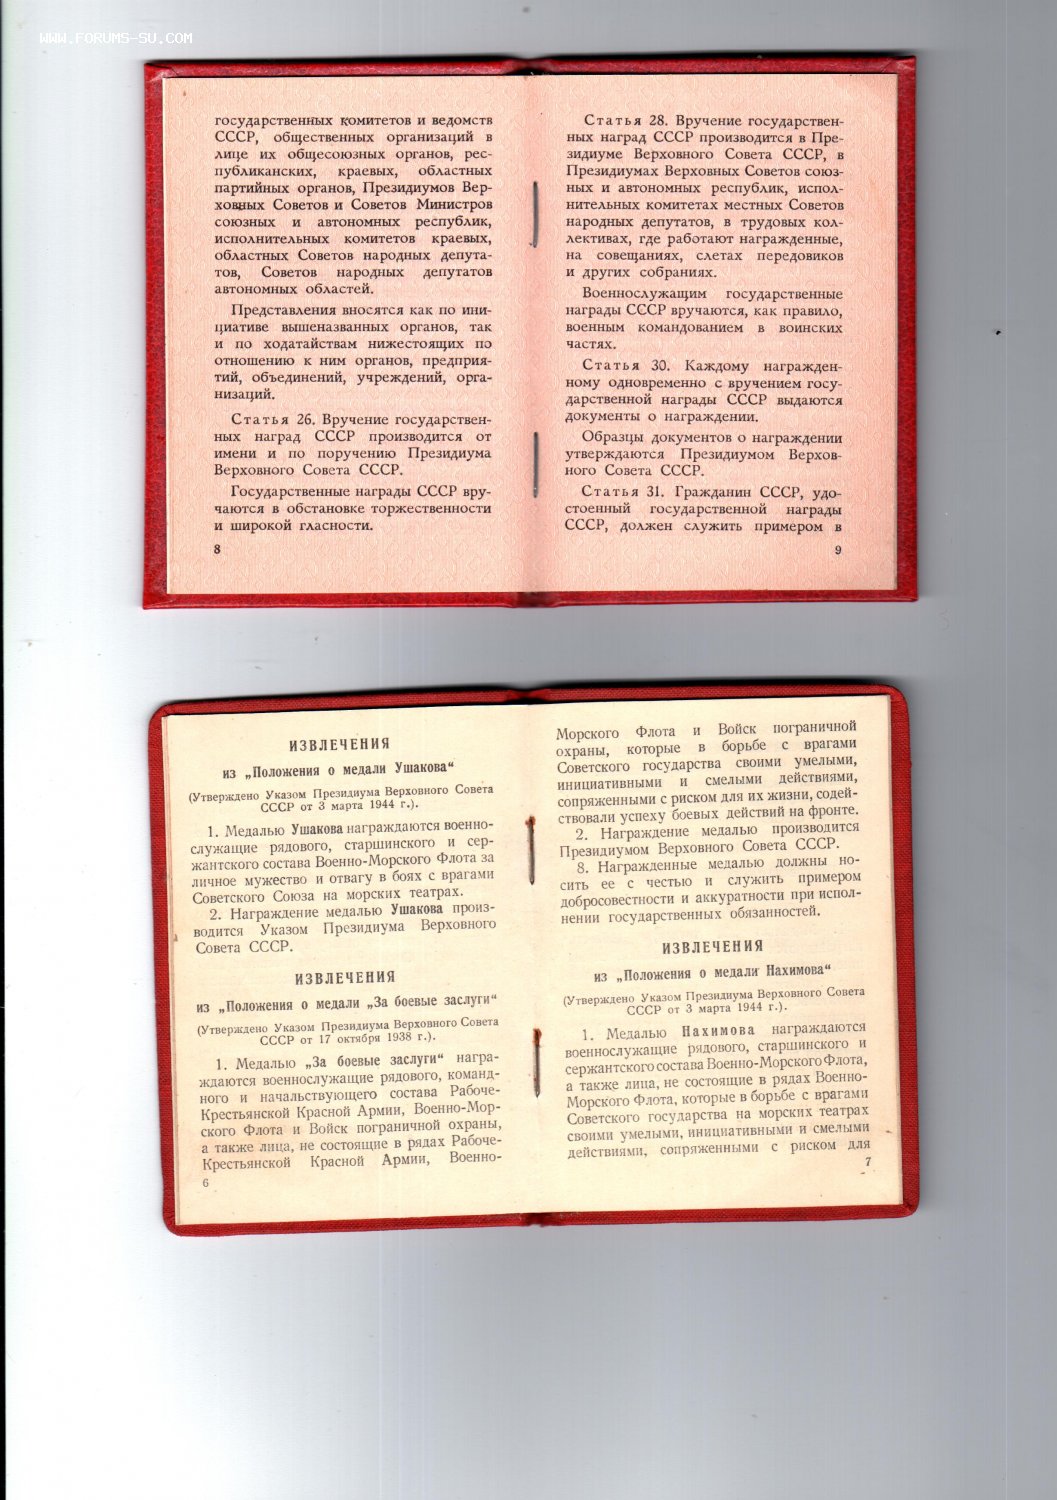 WWW.FORUMS-SU.COM
государственных комитетов и ведомств
СССР, общественных организаций в
лице их общесоюзных органов, рес-
публиканских, краевых, областных
партийных органов, Президиумов Вер-
ховных Советов и Советов Министров
союзных и автономных республик,
исполнительных комитетов краевых,
областных Советов народных депута-
тов, Советов народных депутатов
автономных областей.
Представления вносятся как по ини-
циативе вышеназванных органов, так
и по ходатайствам нижестоящих по
отношению к ним органов, предприя-
тий, объединений, учреждений, орга-
низаций.
Статья 26. Вручение государствен-
ных наград СССР производится от
имени и по поручению Президиума
Верховного Совета СССР.
Государственные награды СССР вру-
чаются в обстановке торжественности
и широкой гласности.
8
Статья 28. Вручение государствен-
ных наград СССР производится в Пре-
зидиуме Верховного Совета СССР, в
Президиумах Верховных Советов союз-
ных и автономных республик, испол-
нительных комитетах местных Советов
народных депутатов, в трудовых кол-
лективах, где работают награжденные,
на совещаниях, слетах передовиков
и других собраниях.
Военнослужащим государственные
награды СССР вручаются, как правило,
военным командованием в воинских
частях.
Статья 30. Каждому награжден-
ному одновременно с вручением госу-
дарственной награды СССР выдаются
документы о награждении.
Образцы документов о награждении
утверждаются Президиумом Верхов-
ного Совета СССР.
Статья 31. Гражданин СССР, удо-
стоенный государственной награды
СССР, должен служить примером в
9
ИЗВЛЕЧЕНИЯ
из „Положения о медали Ушакова“
(Утверждено Указом Президиума Верховного Совета
СССР от 3 марта 1944 г.).
1. Медалью Ушакова награждаются военно-
служащие рядового, старшинского и сер-
жантского состава Военно-Морского Флота за
личное мужество и отвагу в боях с врагами
Советского Союза на морских театрах.
2. Награждение медалью Ушакова произ-
водится Указом Президиума Верховного
Совета СССР.
ИЗВЛЕЧЕНИЯ
из „Положения о медали „За боевые заслуги“
(Утверждено Указом Президиума Верховного Совета
СССР от 17 октября 1938 г.).
1. Медалью „За боевые заслуги“ награ-
ждаются военнослужащие рядового, команд-
ного и начальствующего состава Рабоче-
Крестьянской Красной Армии, Военно-Мор-
ского Флота и Войск пограничной охраны,
а также лица, не состоящие в рядах Рабоче-
Крестьянской Красной Армии, Военно-
6
Морского Флота и Войск пограничной
охраны, которые в борьбе с врагами
Советского государства своими умелыми,
инициативными и смелыми действиями,
сопряженными с риском для их жизни, содей-
ствовали успеху боевых действий на фронте.
2. Награждение медалью производится
Президиумом Верховного Совета СССР.
8. Награжденные медалью должны но-
сить ее с честью и служить примером
добросовестности и аккуратности при испол-
нении государственных обязанностей.
ИЗВЛЕЧЕНИЯ
из „Положения о медали Нахимова“
(Утверждено Указом Президиума Верховного Совета
СССР от 3 марта 1944 г.).
1. Медалью Нахимова награждаются
военнослужащие рядового, старшинского и
сержантского состава Военно-Морского Флота,
а также лица, не состоящие в рядах Военно-
Морского Флота, которые в борьбе с врагами
Советского государства на морских театрах
своими умелыми, инициативными и смелыми
действиями, сопряженными с риском для
7